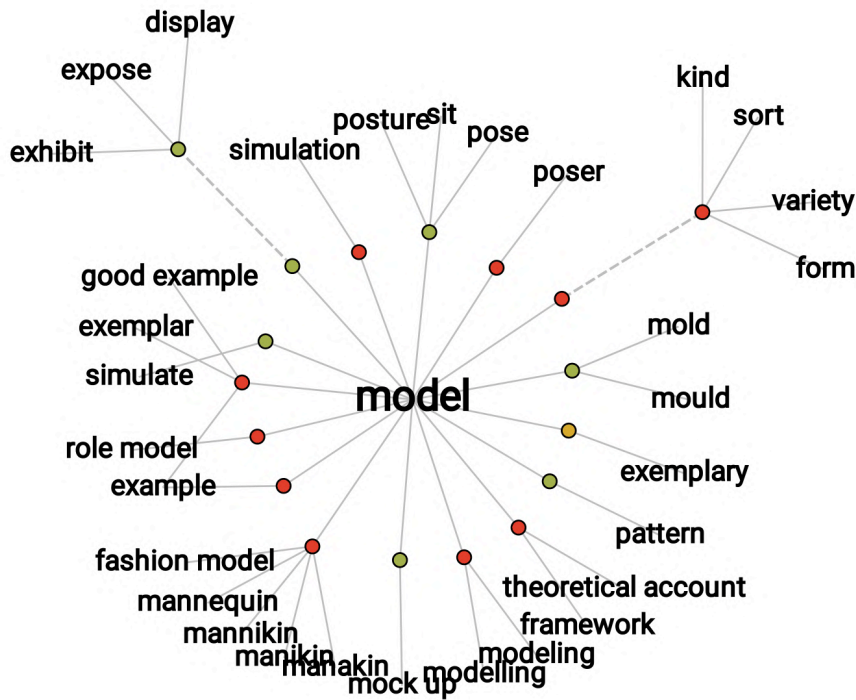 display
expose
kind
sort
posture
sit
pose
simulation
exhibit
poser
variety
form
good example
exemplar
mold
simulate
model
mould
role model
exemplary
example
pattern
fashion model
theoretical account
mannequin
framework
mannikin
modeling
manikin
manakin
modelling
mock up